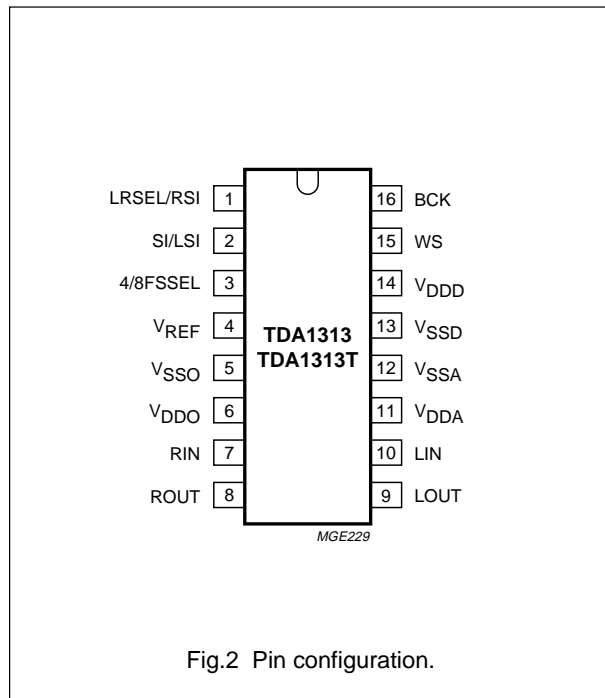 LRSEL/RSI 1 16 BCK
SI/LSI 2 15 WS
4/8FSSEL 3 14 VDDD
VREF 4 TDA1313 13 VSSD
TDA1313T
VSSO 5 12 VSSA
VDDO 6 11 VDDA
RIN 7 10 LIN
ROUT 8 9 LOUT
MGE229
Fig.2 Pin configuration.